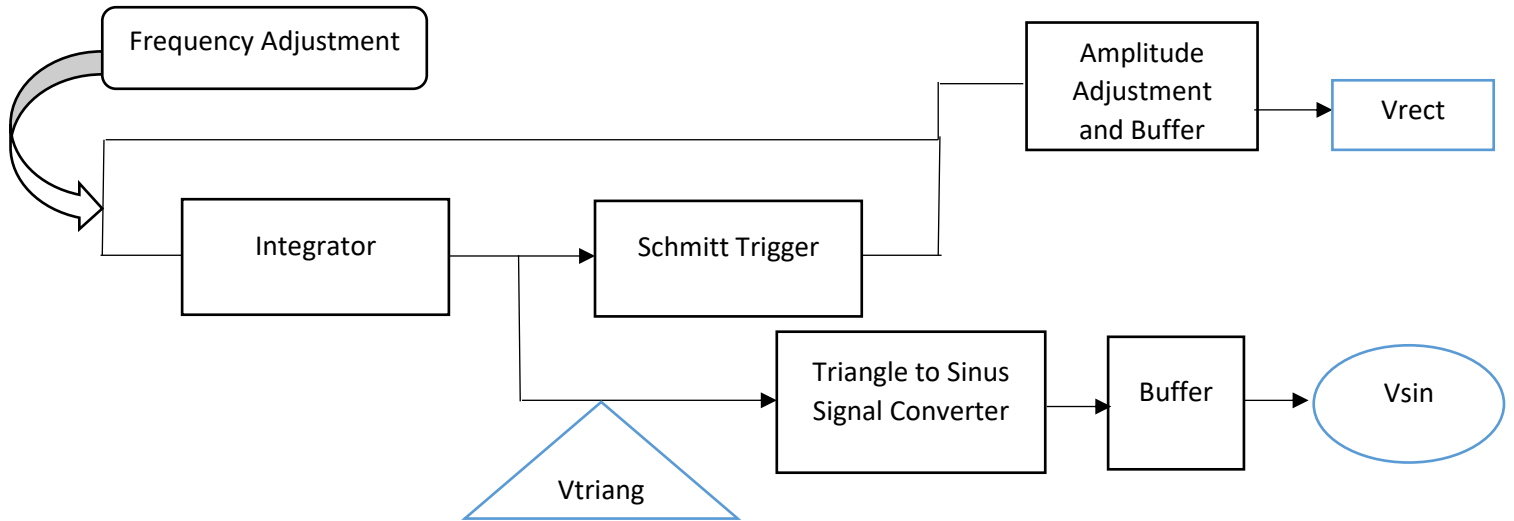 Frequency Adjustment
Amplitude
Adjustment
and Buffer
Vrect
Integrator
Schmitt Trigger
Triangle to Sinus
Signal Converter
Buffer
Vsin
Vtriang